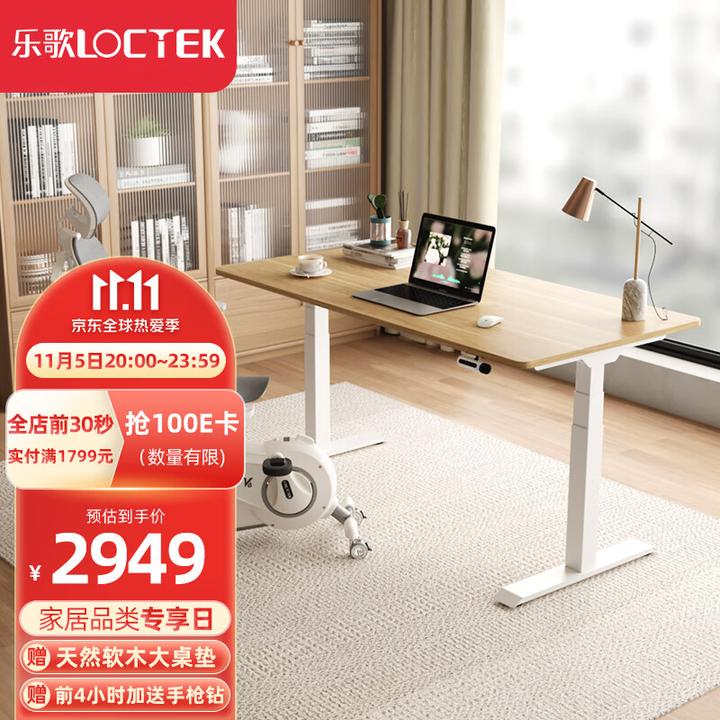 乐歌LOCTEK
11.11
京东全球热爱季
11月5日20:00~23:59
全店前30秒
实付满1799元
抢100E卡
(数量有限)
预估到手价
¥2949
家居品类专享日
赠 天然软木大桌垫
赠 前4小时加送手枪钻